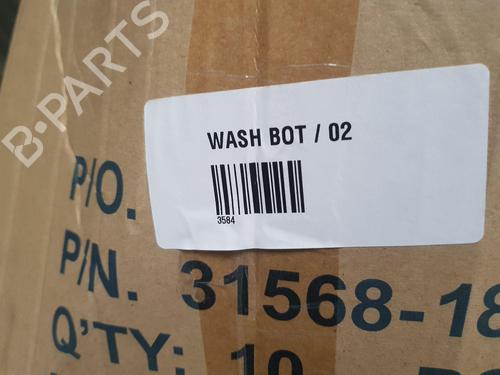 B-PARTS
WASH BOT / 02
3584
P/O.
P/N. 31568-18
Q'TY: 10